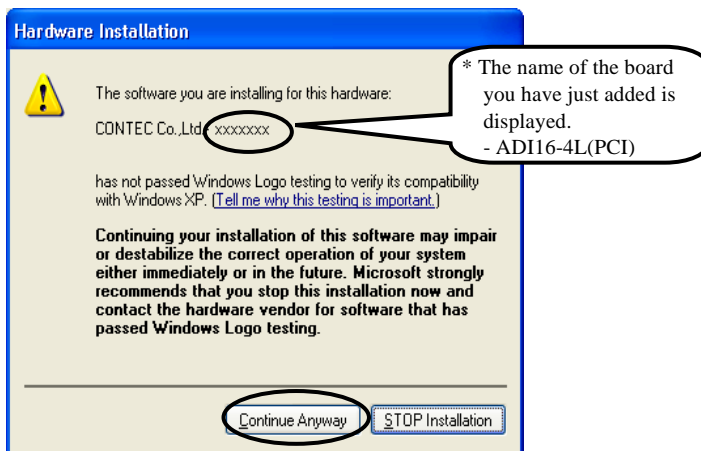 Hardware Installation
The software you are installing for this hardware:
CONTEC Co.,Ltd. xxxxxxx
has not passed Windows Logo testing to verify its compatibility
with Windows XP. (Tell me why this testing is important.)
Continuing your installation of this software may impair
or destabilize the correct operation of your system
either immediately or in the future. Microsoft strongly
recommends that you stop this installation now and
contact the hardware vendor for software that has
passed Windows Logo testing.
Continue Anyway
STOP Installation
* The name of the board
you have just added is
displayed.
- ADI16-4L(PCI)